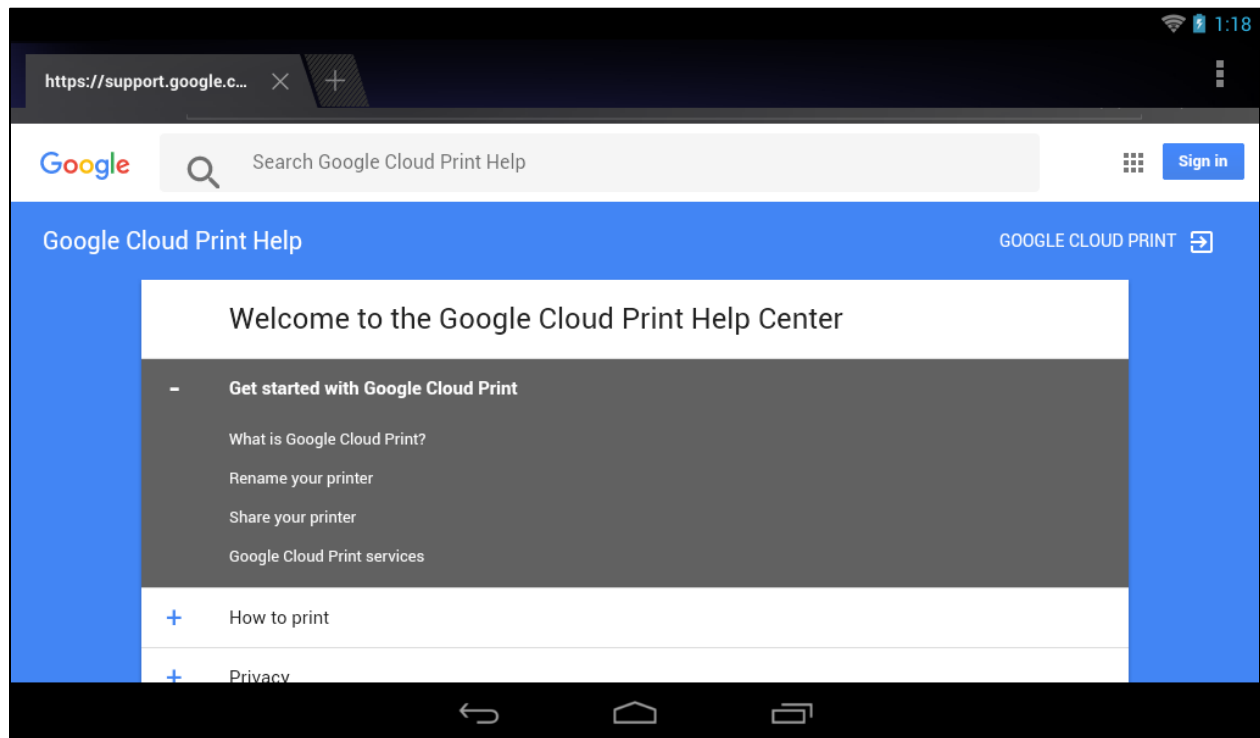 1:18
https://support.google.c...
Google
Search Google Cloud Print Help
Sign in
Google Cloud Print Help
GOOGLE CLOUD PRINT
Welcome to the Google Cloud Print Help Center
- Get started with Google Cloud Print
What is Google Cloud Print?
Rename your printer
Share your printer
Google Cloud Print services
+ How to print
+ Privacy